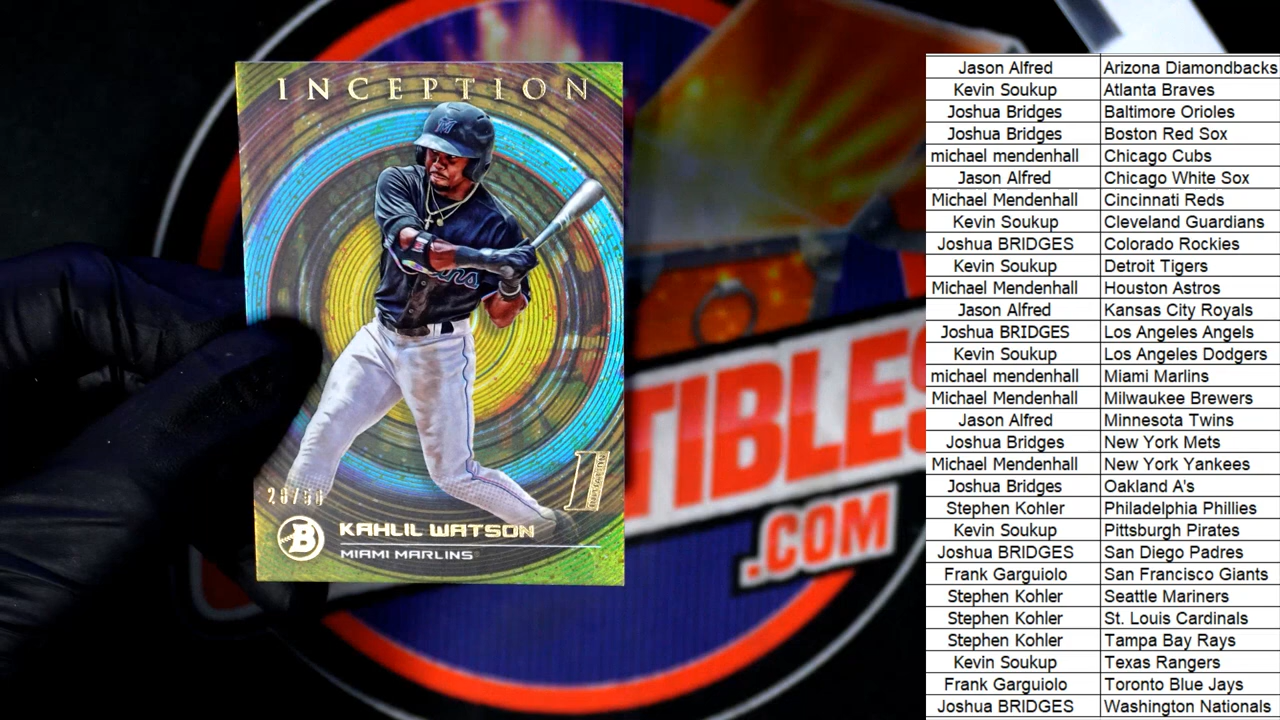 INCEPTION
KAHLIL WATSON
MIAMI MARLINS
B
M
TIBLES
.COM
Jason Alfred Arizona Diamondbacks
Kevin Soukup Atlanta Braves
Joshua Bridges Baltimore Orioles
Joshua Bridges Boston Red Sox
michael mendenhall Chicago Cubs
Jason Alfred Chicago White Sox
Michael Mendenhall Cincinnati Reds
Kevin Soukup Cleveland Guardians
Joshua BRIDGES Colorado Rockies
Kevin Soukup Detroit Tigers
Michael Mendenhall Houston Astros
Jason Alfred Kansas City Royals
Joshua BRIDGES Los Angeles Angels
Kevin Soukup Los Angeles Dodgers
michael mendenhall Miami Marlins
Michael Mendenhall Milwaukee Brewers
Jason Alfred Minnesota Twins
Joshua Bridges New York Mets
Michael Mendenhall New York Yankees
Joshua Bridges Oakland A's
Stephen Kohler Philadelphia Phillies
Kevin Soukup Pittsburgh Pirates
Joshua BRIDGES San Diego Padres
Frank Garguiolo San Francisco Giants
Stephen Kohler Seattle Mariners
Stephen Kohler St. Louis Cardinals
Stephen Kohler Tampa Bay Rays
Kevin Soukup Texas Rangers
Frank Garguiolo Toronto Blue Jays
Joshua BRIDGES Washington Nationals